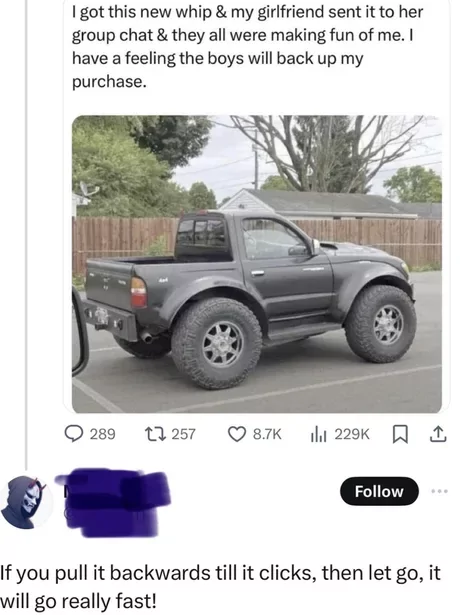 I got this new whip & my girlfriend sent it to her
group chat & they all were making fun of me. I
have a feeling the boys will back up my
purchase.
4x4
289 257 8.7K 229K
Follow
If you pull it backwards till it clicks, then let go, it
will go really fast!